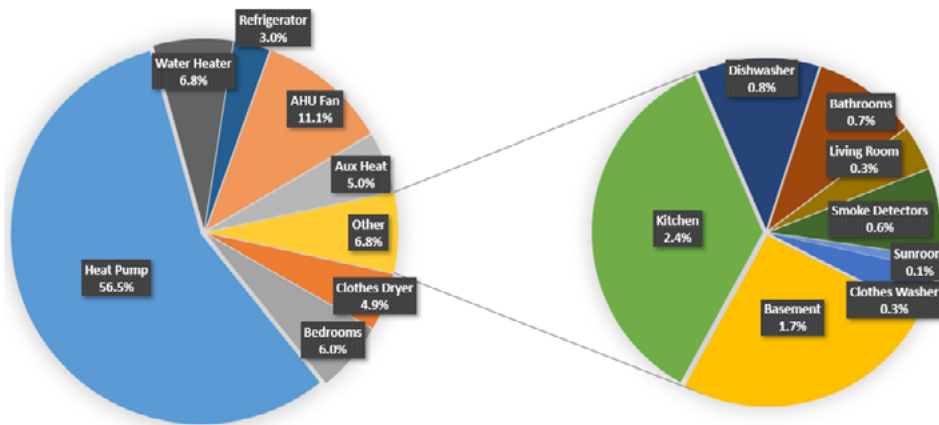 Refrigerator
3.0%
Water Heater
6.8%
AHU Fan
11.1%
Aux Heat
5.0%
Other
6.8%
Clothes Dryer
4.9%
Bedrooms
6.0%
Heat Pump
56.5%
Dishwasher
0.8%
Bathrooms
0.7%
Living Room
0.3%
Smoke Detectors
0.6%
Sunroom
0.1%
Clothes Washer
0.3%
Basement
1.7%
Kitchen
2.4%